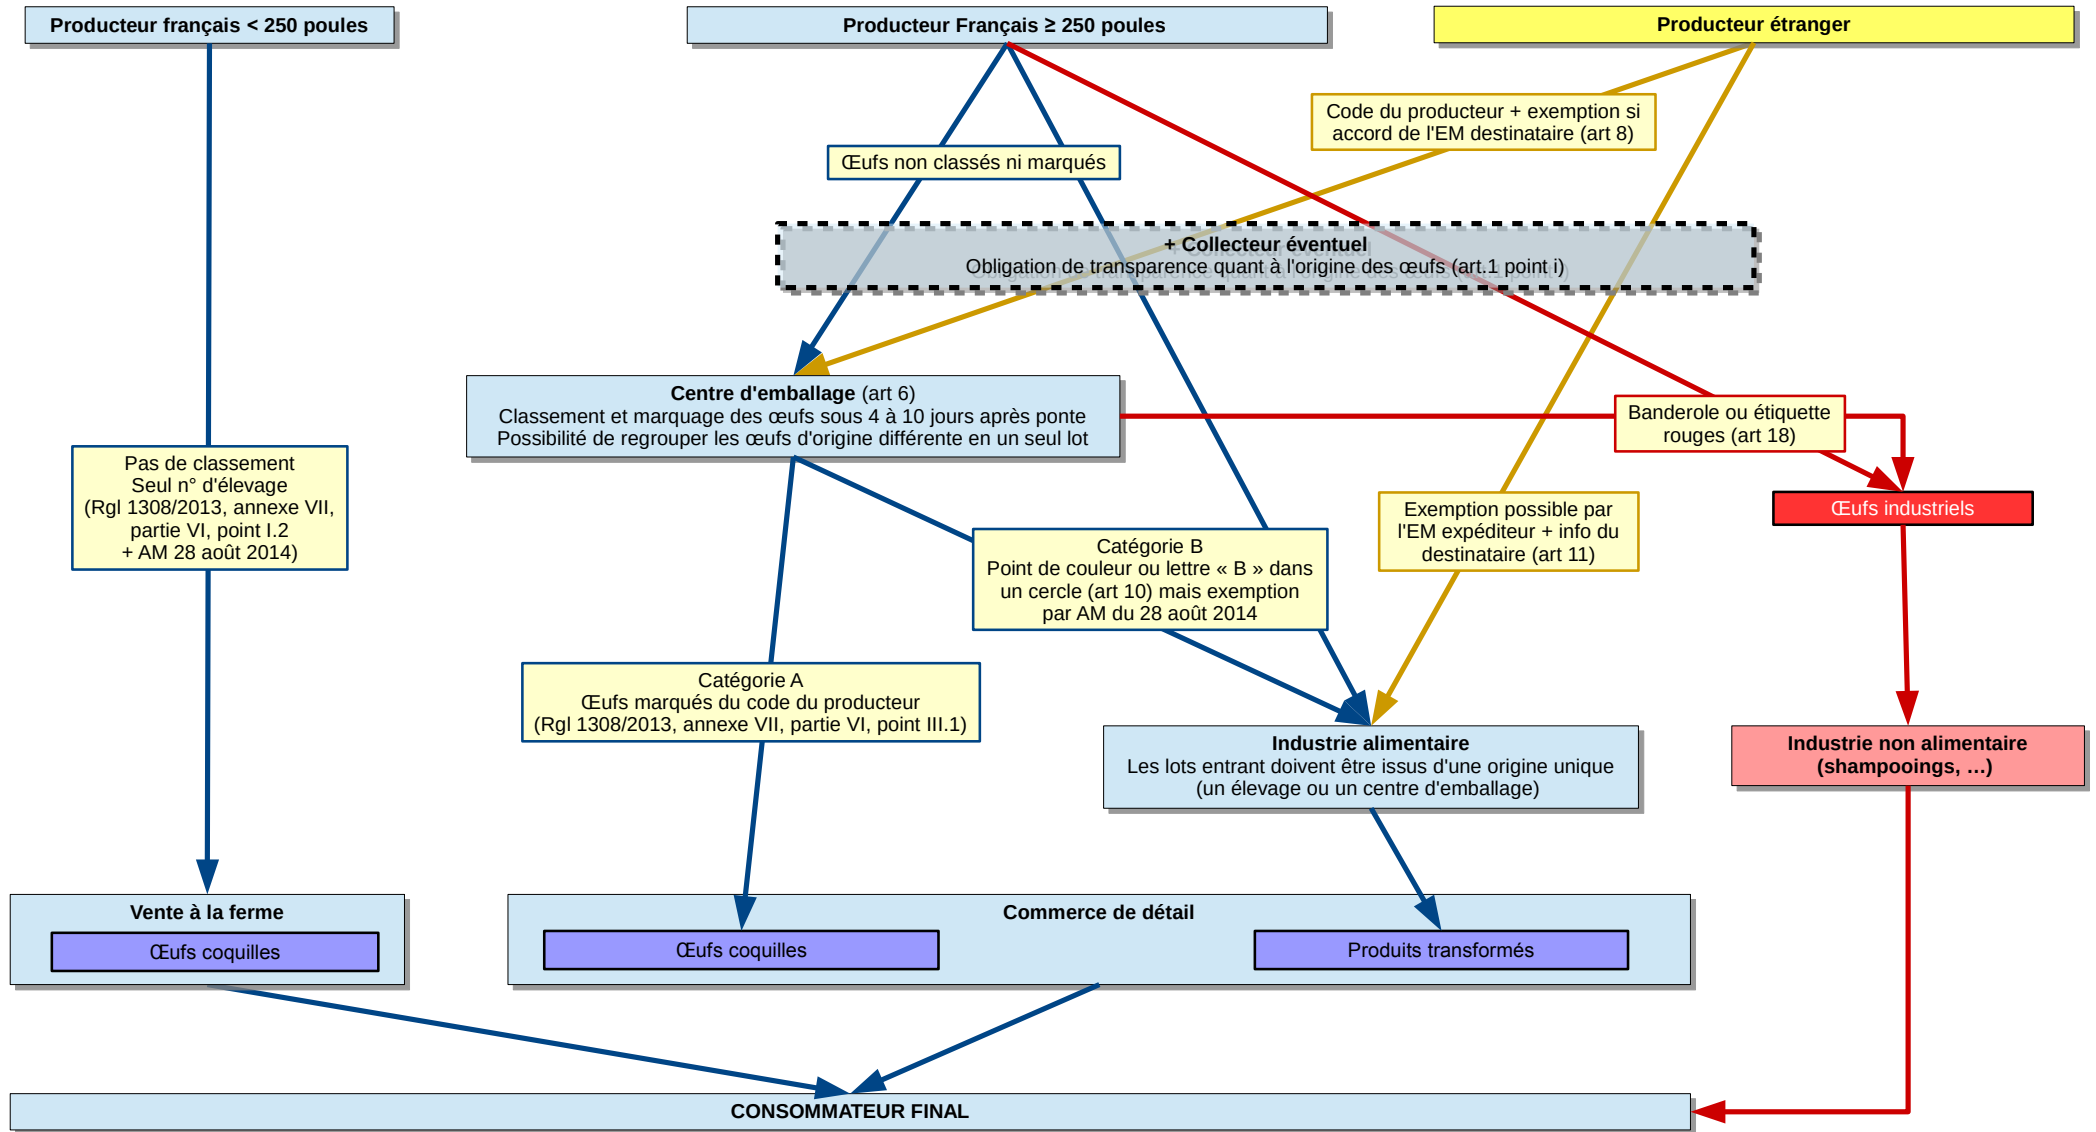 Producteur français < 250 poules
Producteur Français ≥ 250 poules
Producteur étranger
Code du producteur + exemption si
accord de l'EM destinataire (art 8)
Œufs non classés ni marqués
+ Collecteur éventuel
Obligation de transparence quant à l'origine des œufs (art.1 point i)
Centre d'emballage (art 6)
Classement et marquage des œufs sous 4 à 10 jours après ponte
Possibilité de regrouper les œufs d'origine différente en un seul lot
Banderole ou étiquette
rouges (art 18)
Pas de classement
Seul n° d'élevage
(Rgl 1308/2013, annexe VII,
partie VI, point I.2
+ AM 28 août 2014)
Exemption possible par
l'EM expéditeur + info du
destinataire (art 11)
Œufs industriels
Catégorie B
Point de couleur ou lettre « B » dans
un cercle (art 10) mais exemption
par AM du 28 août 2014
Catégorie A
Œufs marqués du code du producteur
(Rgl 1308/2013, annexe VII, partie VI, point III.1)
Industrie alimentaire
Les lots entrant doivent être issus d'une origine unique
(un élevage ou un centre d'emballage)
Industrie non alimentaire
(shampooings, …)
Vente à la ferme
Œufs coquilles
Commerce de détail
Œufs coquilles
Produits transformés
CONSOMMATEUR FINAL